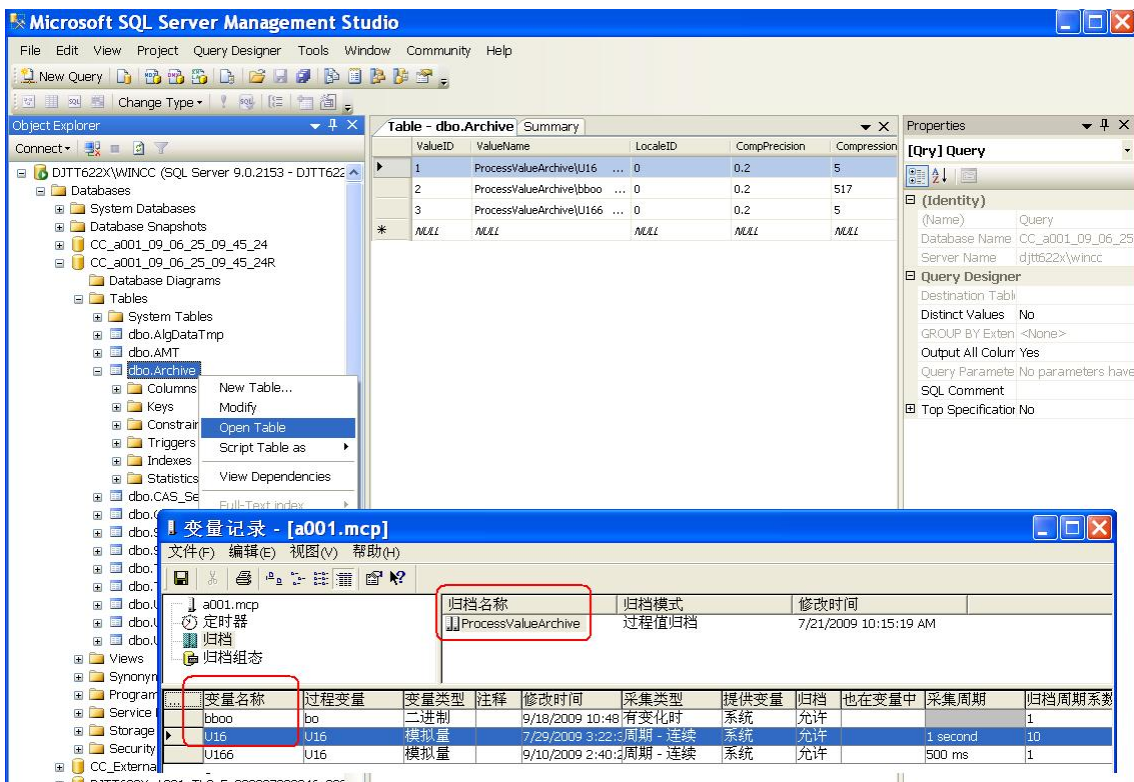 Microsoft SQL Server Management Studio
File Edit View Project Query Designer Tools Window Community Help
New Query
Change Type
Object Explorer
Connect
DJTT622X\WINCC (SQL Server 9.0.2153 - DJTT622
Databases
System Databases
Database Snapshots
CC_a001_09_06_25_09_45_24
CC_a001_09_06_25_09_45_24R
Database Diagrams
Tables
System Tables
dbo.AlgDataTmp
dbo.AMT
dbo.Archive
Columns
Keys
Constrair
Triggers
Indexes
Statistics
dbo.CAS_Se
Views
Synonyn
Program
Service
Storage
Security
CC_Externa
New Table...
Modify
Open Table
Script Table as
View Dependencies
Full-Text index
Table - dbo.Archive Summary
ValueID ValueName LocaleID CompPrecision Compression
1 ProcessValueArchive\U16 ... 0 0.2 5
2 ProcessValueArchive\bboo ... 0 0.2 517
3 ProcessValueArchive\U166 ... 0 0.2 5
NULL NULL NULL NULL NULL
Properties
[Qry] Query
(Identity)
(Name) Query
Database Name CC_a001_09_06_25
Server Name djtt622x\wincc
Query Designer
Destination Tabl
Distinct Values No
GROUP BY Exten <None>
Output All Colum Yes
Query Paramete No parameters have
SQL Comment
Top Specification No
变量记录 - [a001.mcp]
文件(F) 编辑(E) 视图(V) 帮助(H)
a001.mcp
定时器
归档
归档组态
归档名称 归档模式 修改时间
ProcessValueArchive 过程值归档 7/21/2009 10:15:19 AM
... 变量名称 过程变量 变量类型 注释 修改时间 采集类型 提供变量 归档 也在变量中 采集周期 归档周期系数
bboo bo 二进制 9/18/2009 10:48 有变化时 系统 允许 1
U16 U16 模拟量 7/29/2009 3:22: 周期 - 连续 系统 允许 1 second 10
U166 U16 模拟量 9/10/2009 2:40: 周期 - 连续 系统 允许 500 ms 1